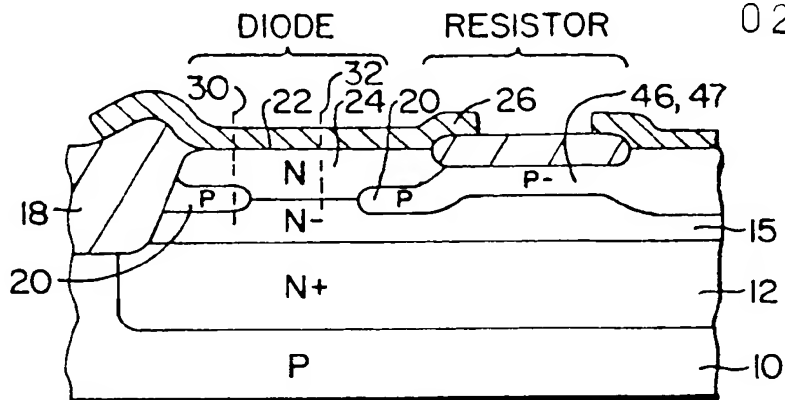 02
DIODE RESISTOR
30 22 32 24 20 26 46,47
N P-
18 P P
N- 15
20 N+ 12
P 10